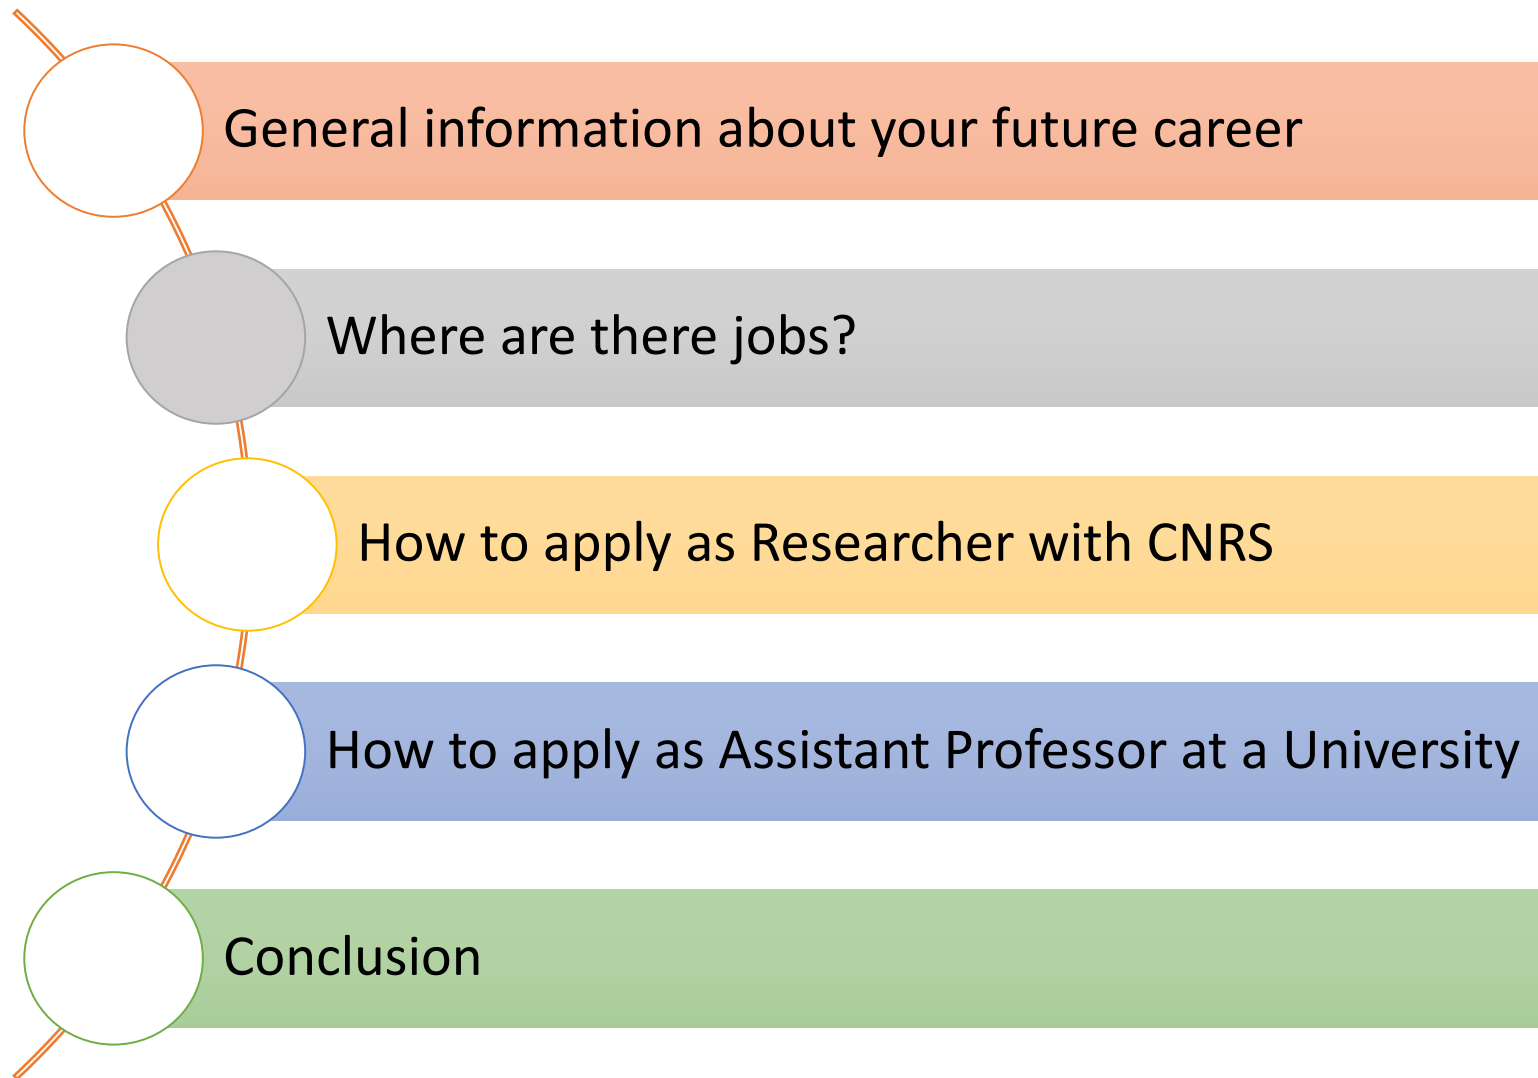 General information about your future career
Where are there jobs?
How to apply as Researcher with CNRS
How to apply as Assistant Professor at a University
Conclusion